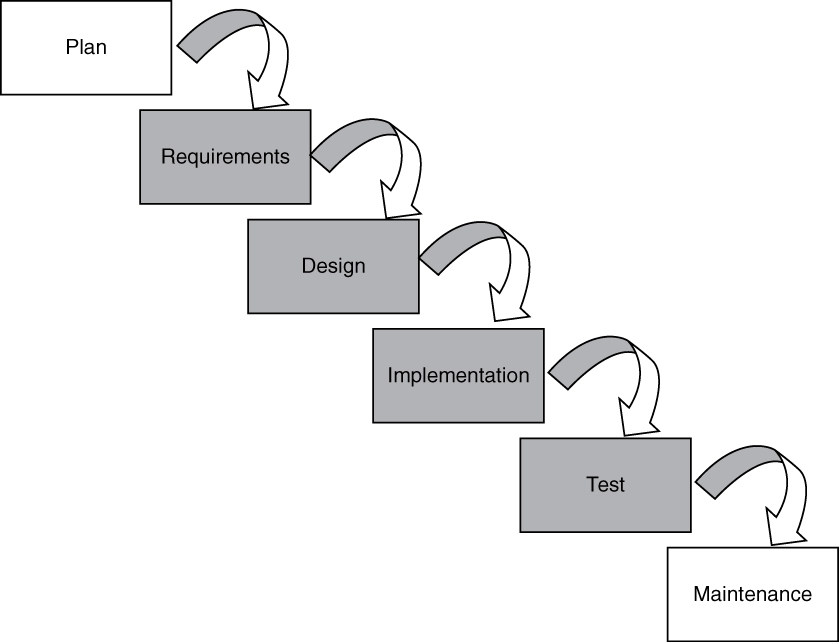 Plan
Requirements
Design
Implementation
Test
Maintenance